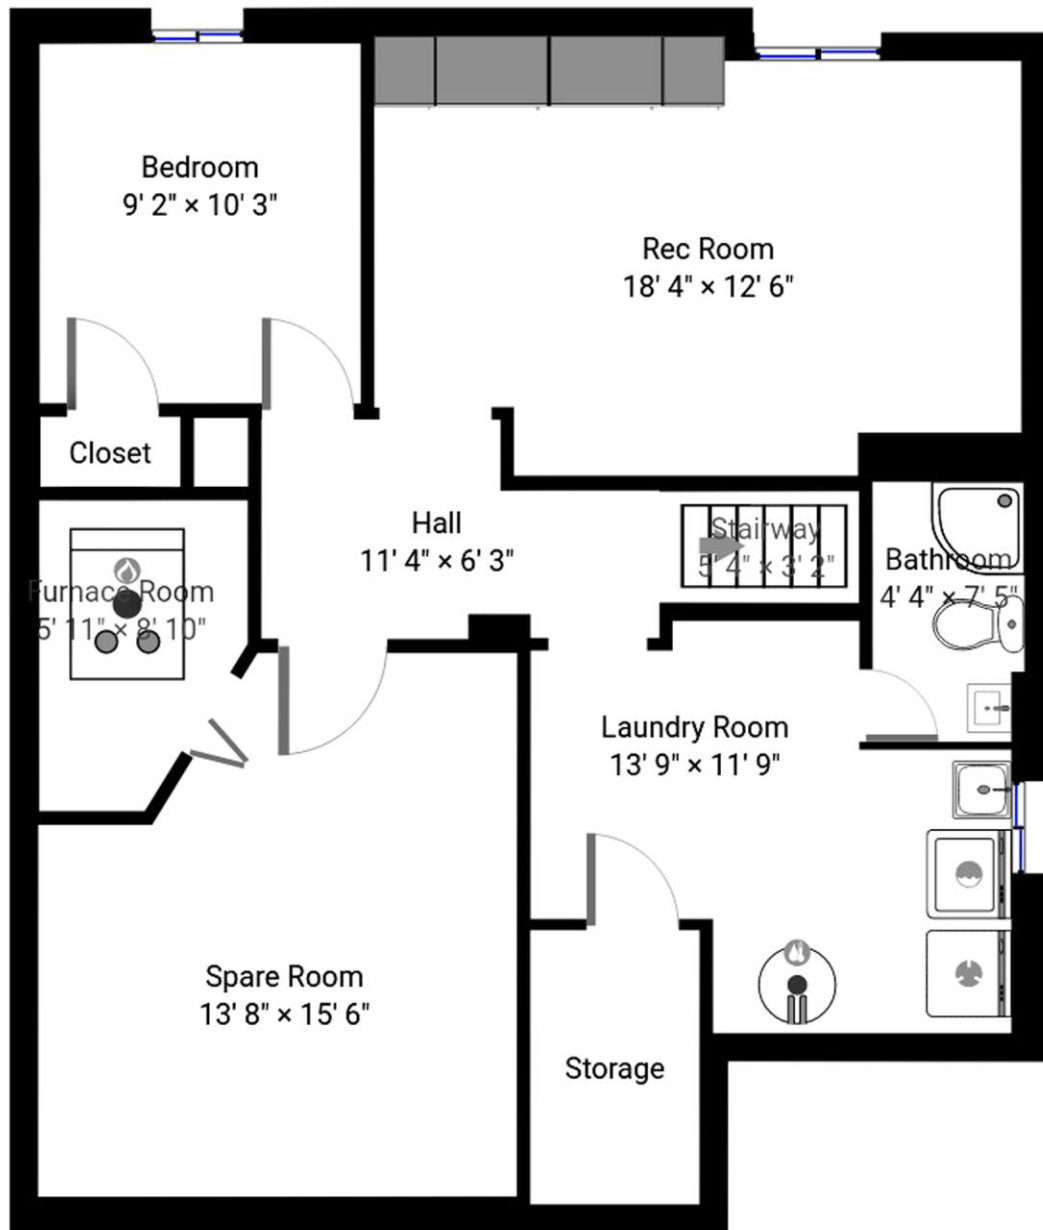 Bedroom
9' 2" × 10' 3"
Rec Room
18' 4" × 12' 6"
Closet
Hall
11' 4" × 6' 3"
Stairway
5' 4" × 3' 2"
Bathroom
4' 4" × 7' 5"
Furnace Room
5' 11" × 8' 10"
Laundry Room
13' 9" × 11' 9"
Spare Room
13' 8" × 15' 6"
Storage